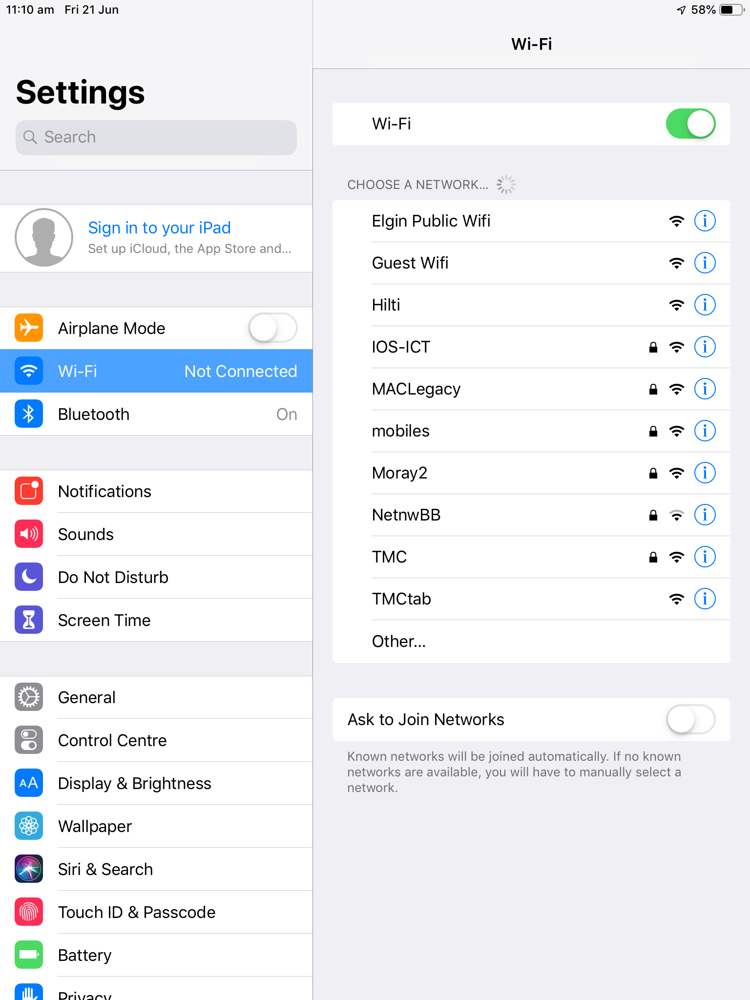 11:10 am Fri 21 Jun
58%
Settings
Search
Sign in to your iPad
Set up iCloud, the App Store and...
Airplane Mode
Wi-Fi Not Connected
Bluetooth On
Notifications
Sounds
Do Not Disturb
Screen Time
General
Control Centre
AA Display & Brightness
Wallpaper
Siri & Search
Touch ID & Passcode
Battery
Privacy
Wi-Fi
Wi-Fi
CHOOSE A NETWORK...
Elgin Public Wifi
Guest Wifi
Hilti
IOS-ICT
MACLegacy
mobiles
Moray2
NetnwBB
TMC
TMCtab
Other...
Ask to Join Networks
Known networks will be joined automatically. If no known
networks are available, you will have to manually select a
network.